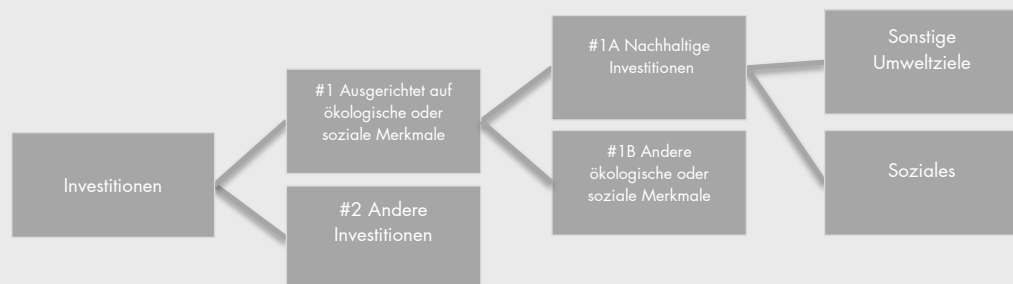 Investitionen
#1 Ausgerichtet auf
ökologische oder
soziale Merkmale
#2 Andere
Investitionen
#1A Nachhaltige
Investitionen
#1B Andere
ökologische oder
soziale Merkmale
Sonstige
Umweltziele
Soziales